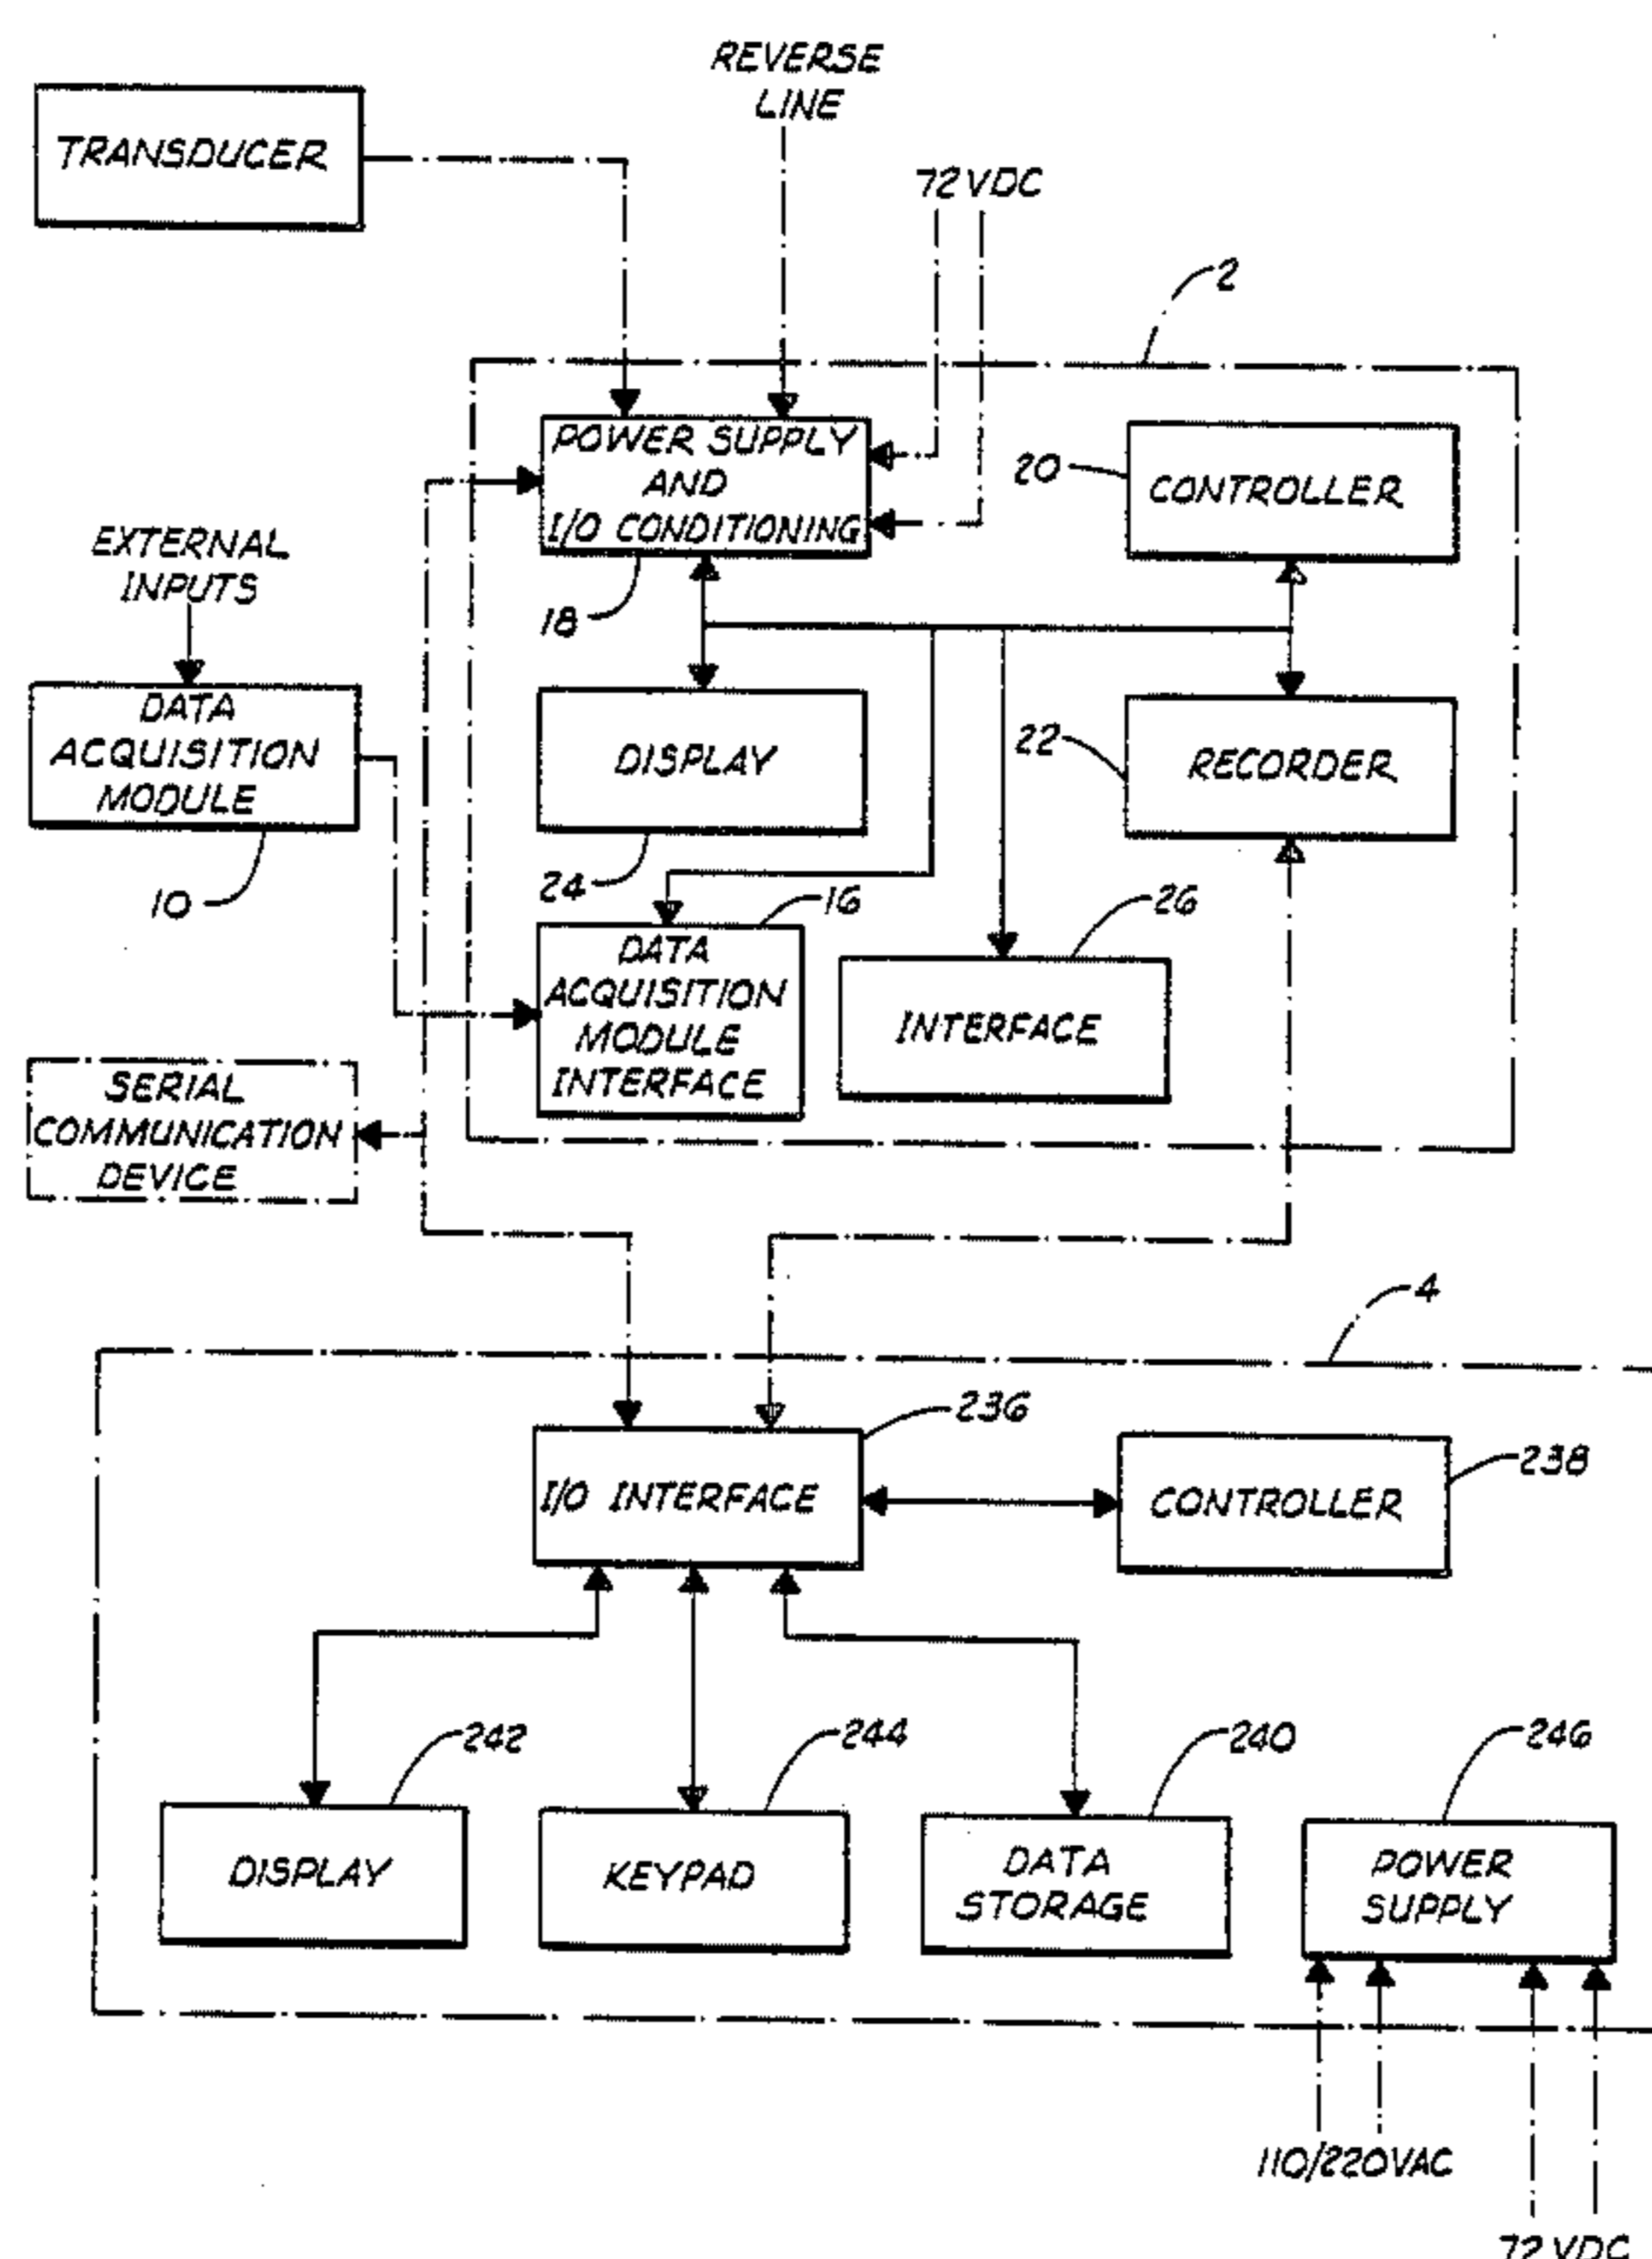 REVERSE
LINE
TRANSDUCER
72 VDC
2
POWER SUPPLY
AND
I/O CONDITIONING
18
20
CONTROLLER
EXTERNAL
INPUTS
DATA
ACQUISITION
MODULE
10
DISPLAY
24
22
RECORDER
16
DATA
ACQUISITION
MODULE
INTERFACE
26
INTERFACE
SERIAL
COMMUNICATION
DEVICE
4
236
I/O INTERFACE
238
CONTROLLER
242
DISPLAY
244
KEYPAD
240
DATA
STORAGE
246
POWER
SUPPLY
110/220VAC
72 VDC